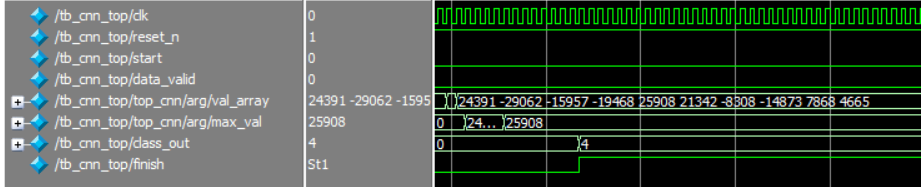 /tb_cnn_top/clk 0
/tb_cnn_top/reset_n 1
/tb_cnn_top/start 0
/tb_cnn_top/data_valid 0
/tb_cnn_top/top_cnn/arg/val_array 24391 -29062 -1595 24391 -29062 -15957 -19468 25908 21342 -8308 -14873 7868 4665
/tb_cnn_top/top_cnn/arg/max_val 25908 0 24... 25908
/tb_cnn_top/class_out 4 0 4
/tb_cnn_top/finish St1